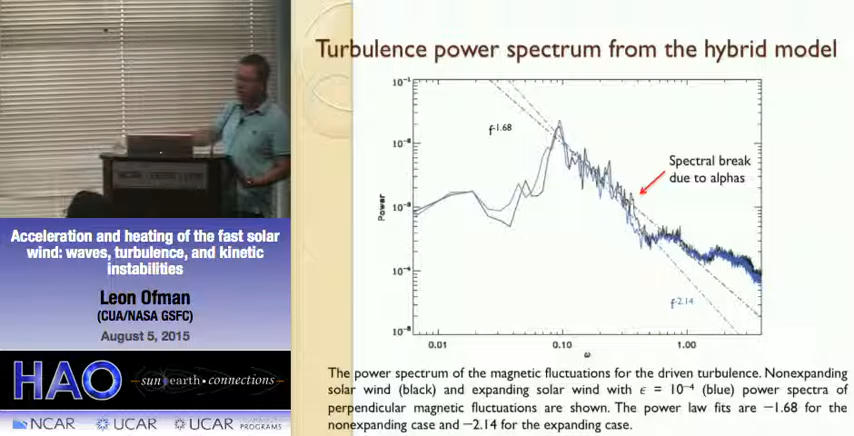 Turbulence power spectrum from the hybrid model
10⁻¹
f^-1.68
10⁻²
Spectral break
due to alphas
Power
f^-2.14
0.01
0.10
1.00
ω
Acceleration and heating of the fast solar
wind: waves, turbulence, and kinetic
instabilities
Leon Ofman
(CUA/NASA GSFC)
August 5, 2015
HAO
sun earth • connections
NCAR
UCAR
UCAR
PROGRAMS
The power spectrum of the magnetic fluctuations for the driven turbulence. Nonexpanding
solar wind (black) and expanding solar wind with ϵ = 10⁻⁴ (blue) power spectra of
perpendicular magnetic fluctuations are shown. The power law fits are −1.68 for the
nonexpanding case and −2.14 for the expanding case.